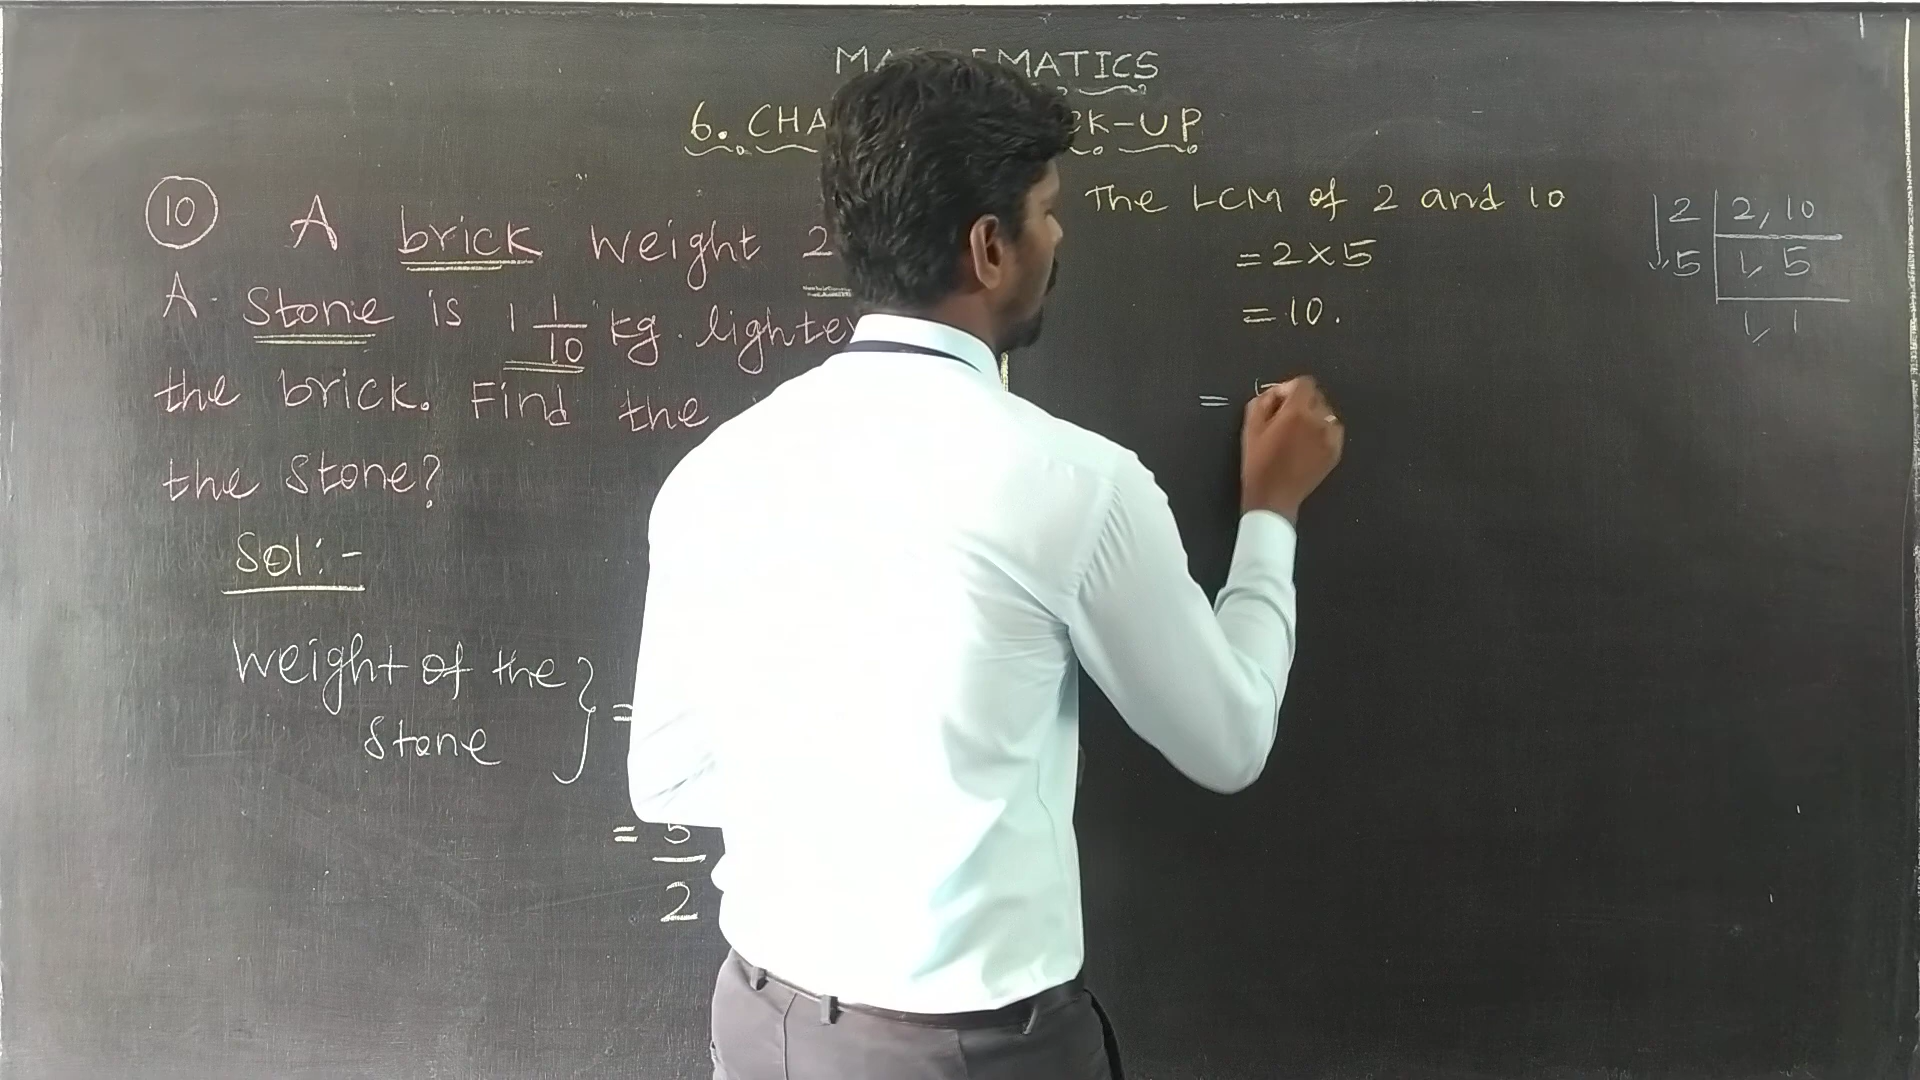 MATICS
6. CHA CK-UP
10 A brick weight 2
A stone is 1 1/10 kg. lighte
the brick. Find the
the stone?
Sol:-
Weight of the
stone } =
= 5/2
The LCM of 2 and 10
= 2 × 5
= 10.
=
2 | 2, 10
5 | 1, 5
1, 1